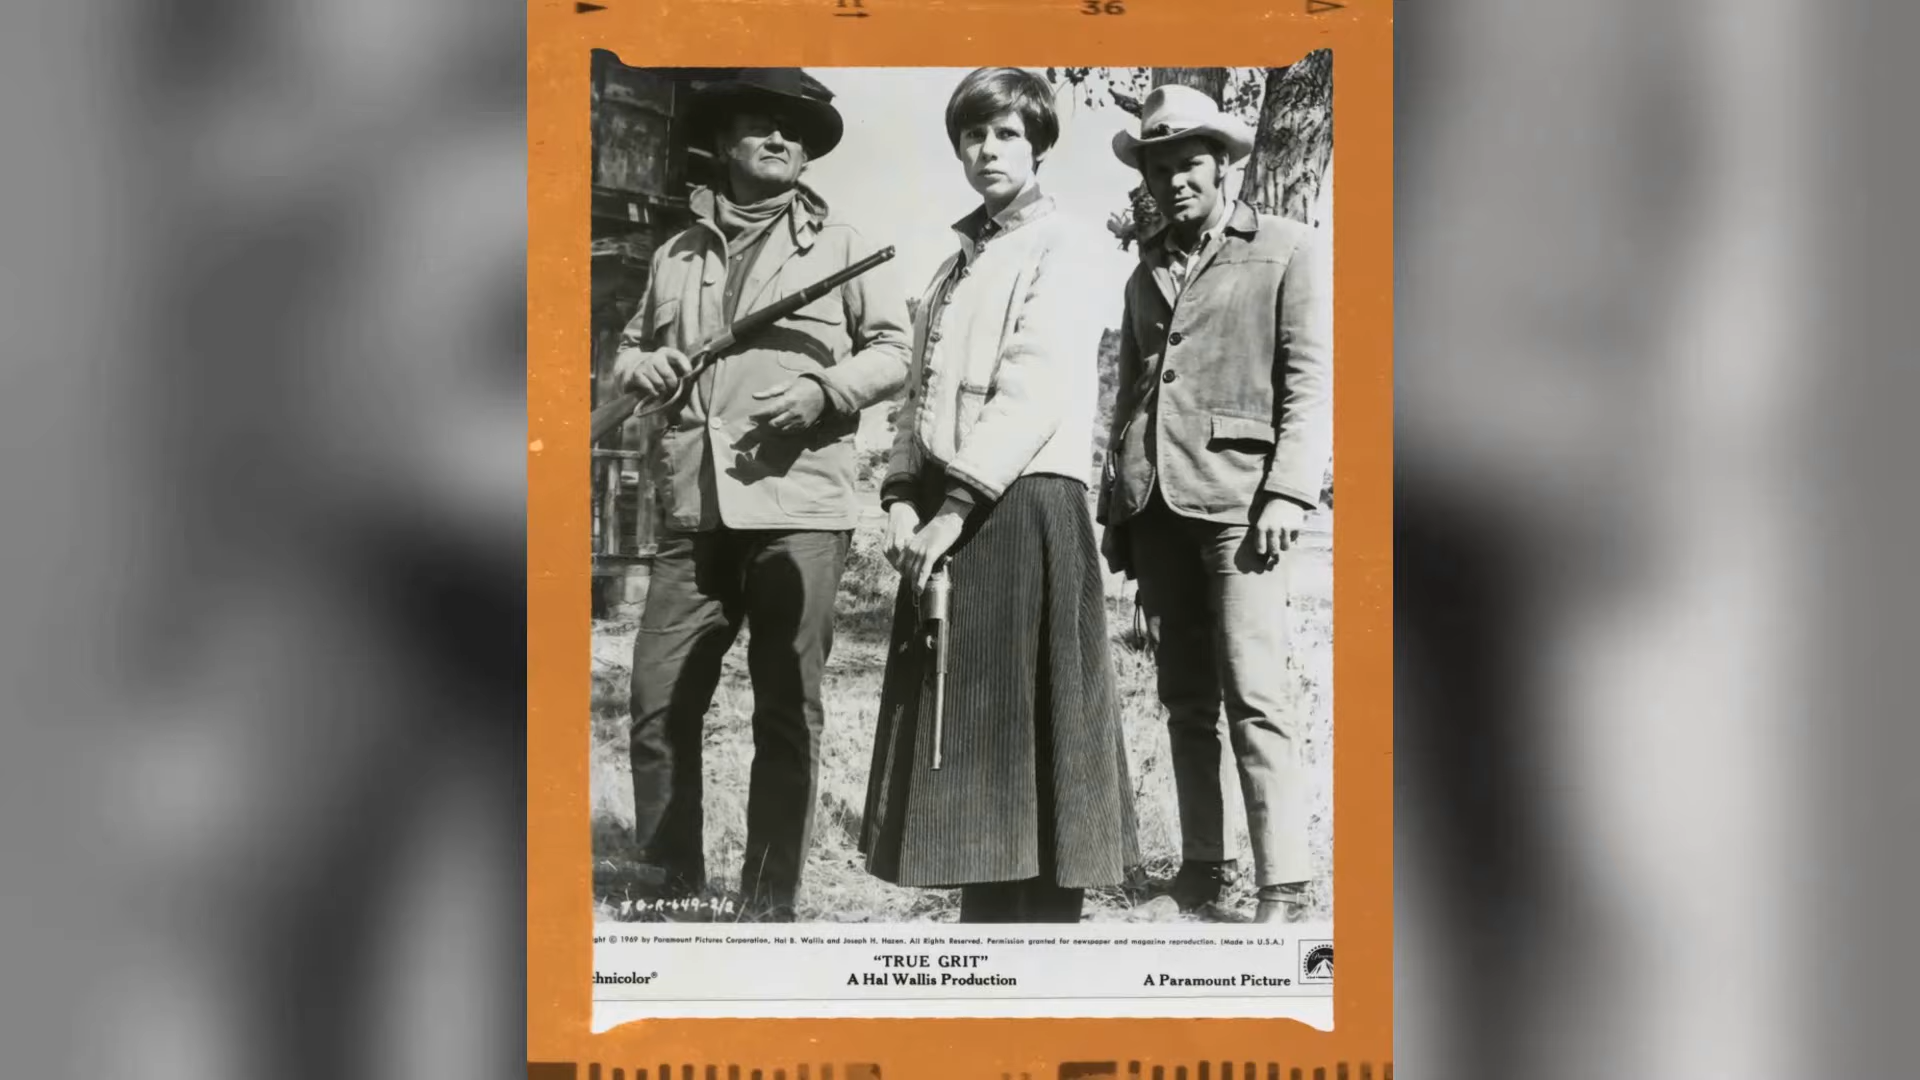 11
36
TG-R-649-2/2
ght © 1969 by Paramount Pictures Corporation, Hal B. Wallis and Joseph H. Hazen. All Rights Reserved. Permission granted for newspaper and magazine reproduction. (Made in U.S.A.)
"TRUE GRIT"
chnicolor® A Hal Wallis Production A Paramount Picture
Paramount